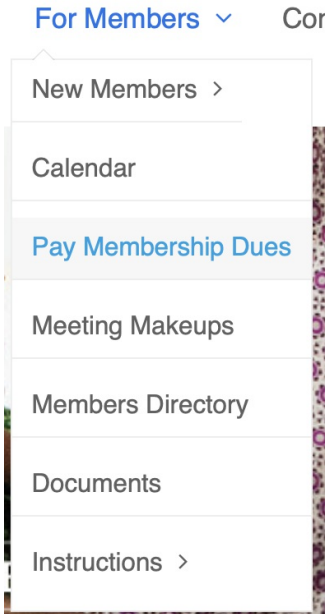 For Members
New Members
Calendar
Pay Membership Dues
Meeting Makeups
Members Directory
Documents
Instructions